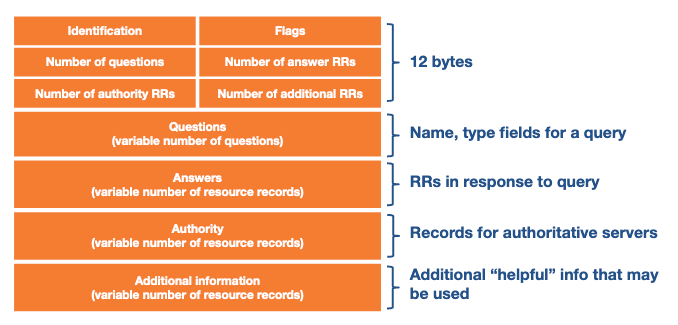 Identification Flags
Number of questions Number of answer RRs
12 bytes
Number of authority RRs Number of additional RRs
Questions
(variable number of questions)
Name, type fields for a query
Answers
(variable number of resource records)
RRs in response to query
Authority
(variable number of resource records)
Records for authoritative servers
Additional information
(variable number of resource records)
Additional “helpful” info that may
be used